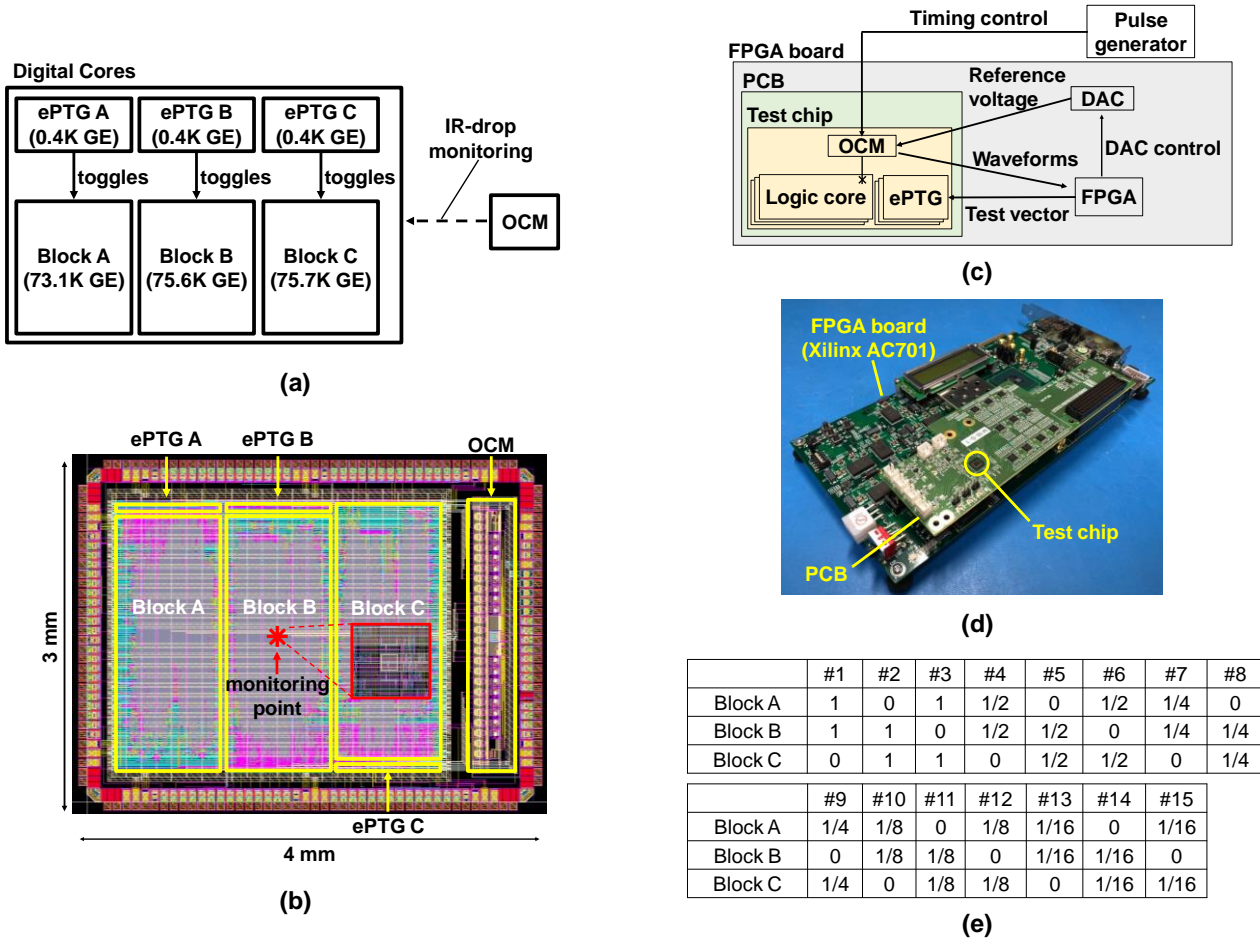 Digital Cores
ePTG A
(0.4K GE)
ePTG B
(0.4K GE)
ePTG C
(0.4K GE)
toggles
toggles
toggles
IR-drop
monitoring
Block A
(73.1K GE)
Block B
(75.6K GE)
Block C
(75.7K GE)
OCM
(a)
ePTG A
ePTG B
OCM
Block A
Block B
Block C
monitoring
point
3 mm
ePTG C
4 mm
(b)
Timing control
Pulse
generator
FPGA board
PCB
Reference
voltage
DAC
Test chip
OCM
Waveforms
DAC control
Logic core
ePTG
FPGA
Test vector
(c)
FPGA board
(Xilinx AC701)
Test chip
PCB
(d)
#1 #2 #3 #4 #5 #6 #7 #8
Block A 1 0 1 1/2 0 1/2 1/4 0
Block B 1 1 0 1/2 1/2 0 1/4 1/4
Block C 0 1 1 0 1/2 1/2 0 1/4
#9 #10 #11 #12 #13 #14 #15
Block A 1/4 1/8 0 1/8 1/16 0 1/16
Block B 0 1/8 1/8 0 1/16 1/16 0
Block C 1/4 0 1/8 1/8 0 1/16 1/16
(e)